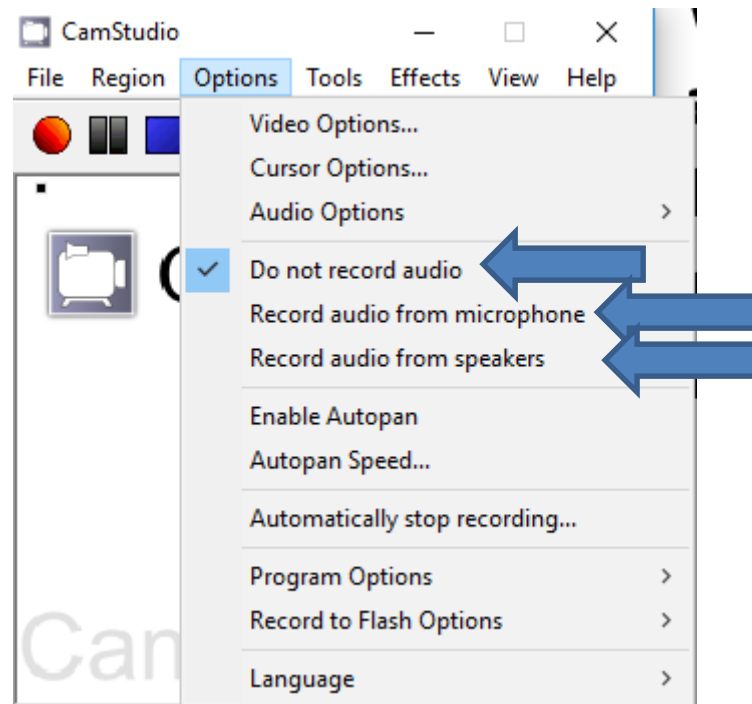 CamStudio
File Region Options Tools Effects View Help
Video Options...
Cursor Options...
Audio Options
Do not record audio
Record audio from microphone
Record audio from speakers
Enable Autopan
Autopan Speed...
Automatically stop recording...
Program Options
Record to Flash Options
Language
Cam